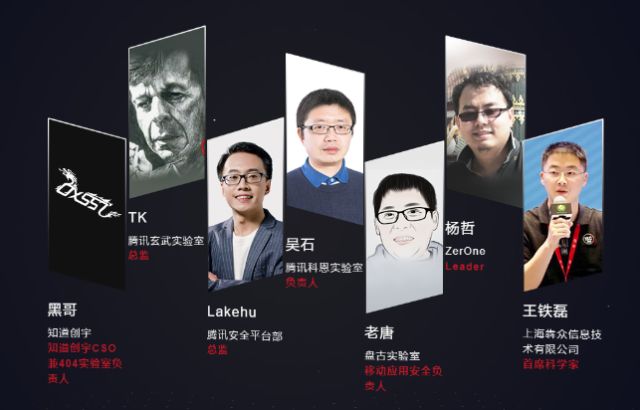 0XSSU
黑哥
知道创宇
知道创宇CSO
兼404实验室负
责人
TK
腾讯玄武实验室
总监
Lakehu
腾讯安全平台部
总监
吴石
腾讯科恩实验室
负责人
老唐
盘古实验室
移动应用安全负
责人
杨哲
ZerOne
Leader
王铁磊
上海犇众信息技
术有限公司
首席科学家